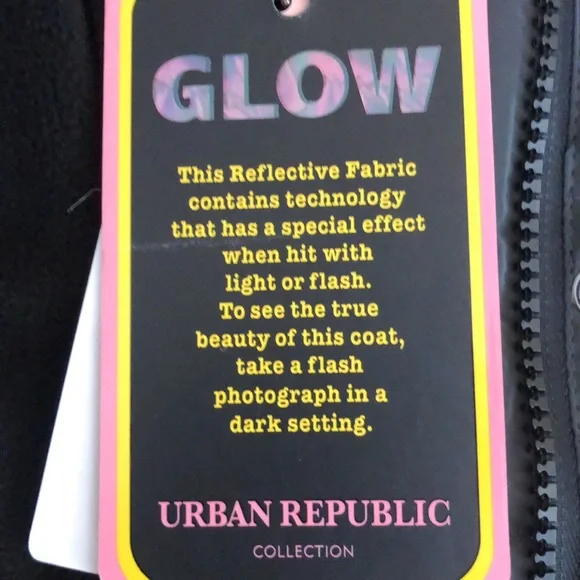 GLOW
This Reflective Fabric
contains technology
that has a special effect
when hit with
light or flash.
To see the true
beauty of this coat,
take a flash
photograph in a
dark setting.
URBAN REPUBLIC
COLLECTION